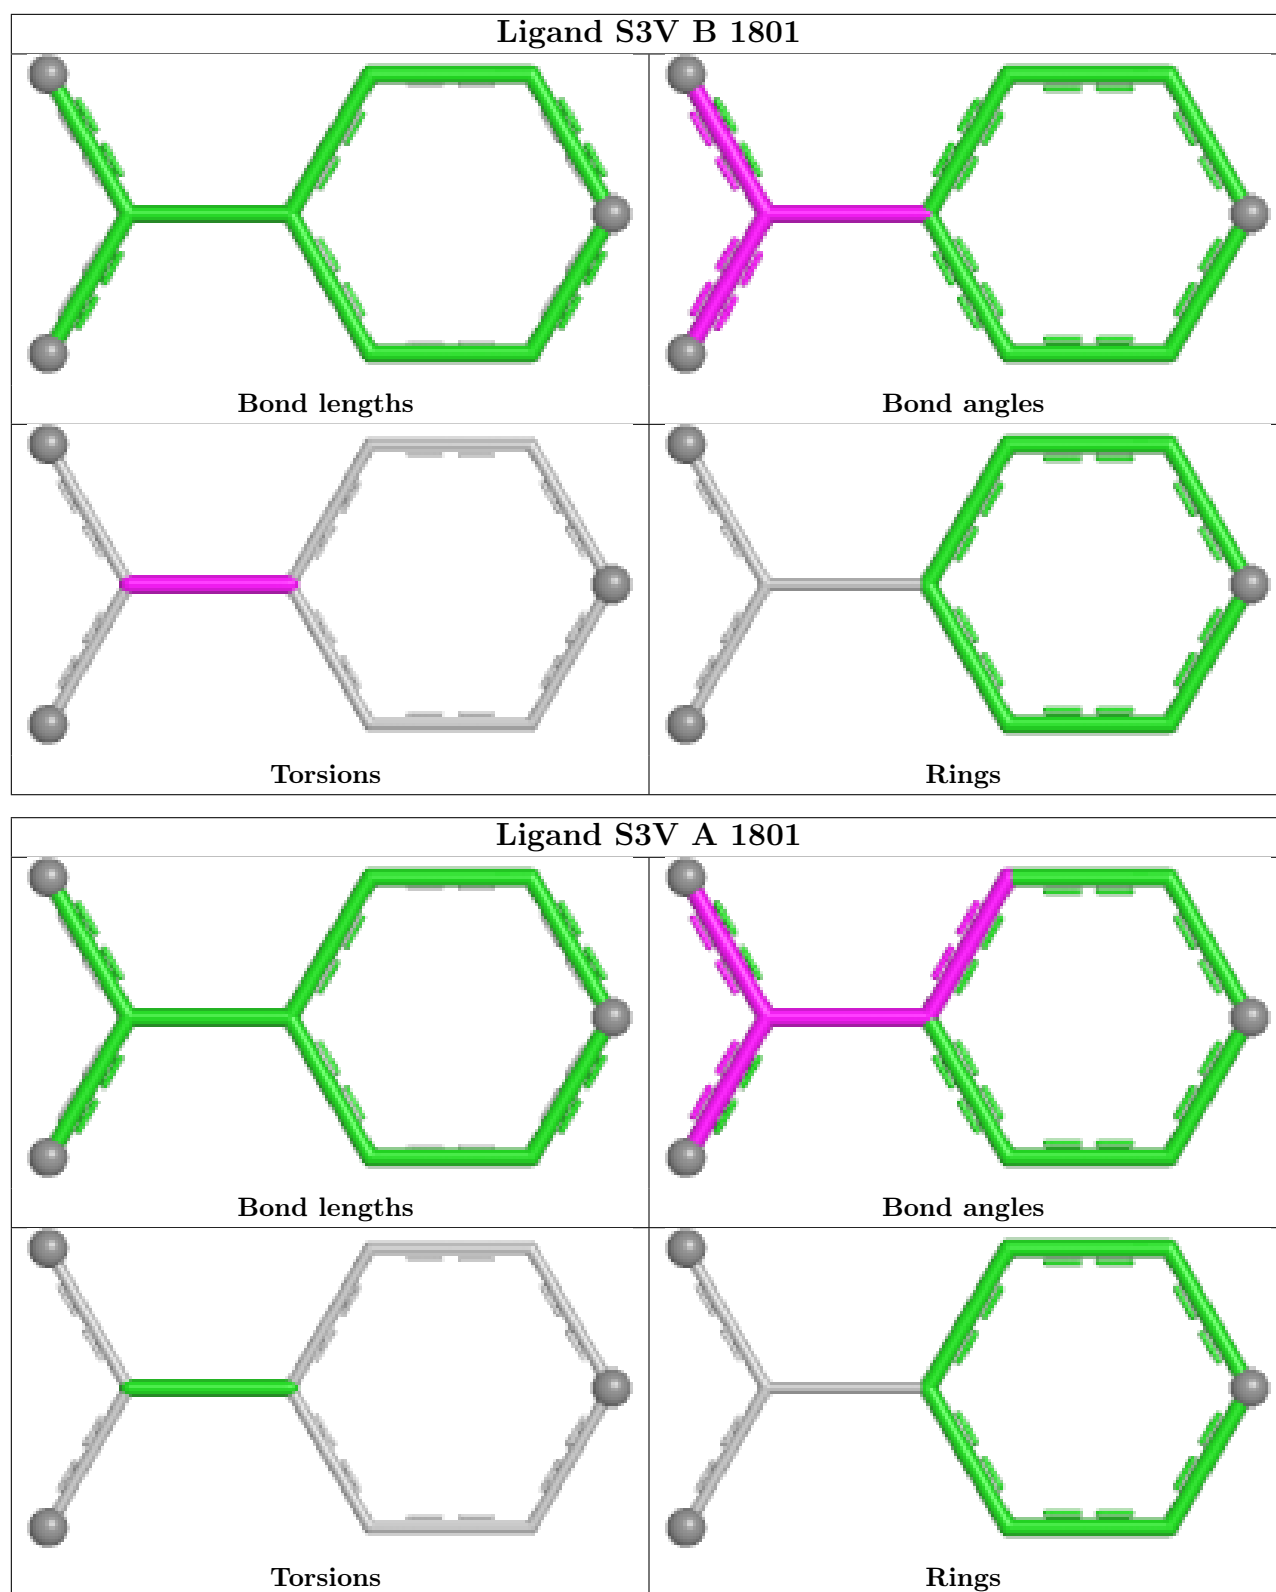 Ligand S3V B 1801
Bond lengths
Bond angles
Torsions
Rings
Ligand S3V A 1801
Bond lengths
Bond angles
Torsions
Rings